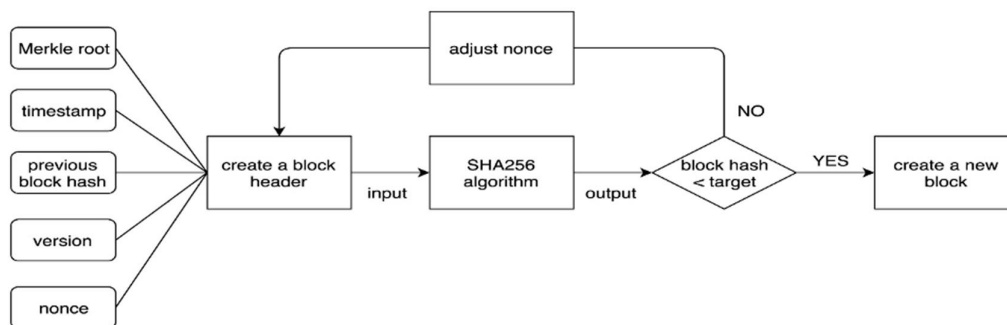 Merkle root
timestamp
previous
block hash
version
nonce
adjust nonce
create a block
header
input
SHA256
algorithm
output
block hash
< target
NO
YES
create a new
block